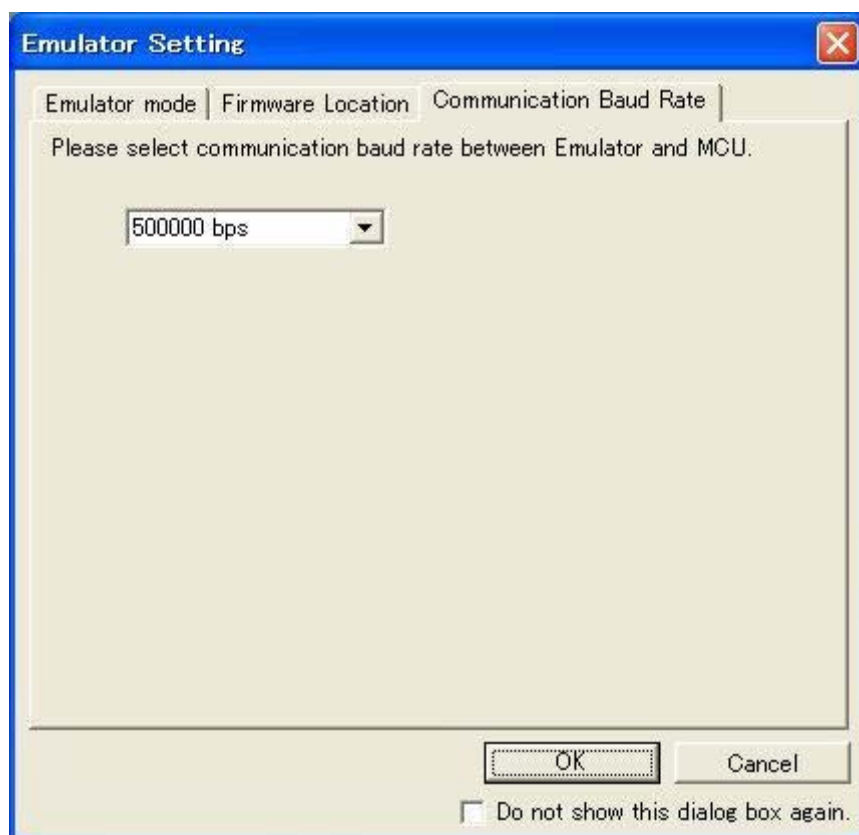 Emulator Setting
Emulator mode Firmware Location Communication Baud Rate
Please select communication baud rate between Emulator and MCU.
500000 bps
OK Cancel
Do not show this dialog box again.